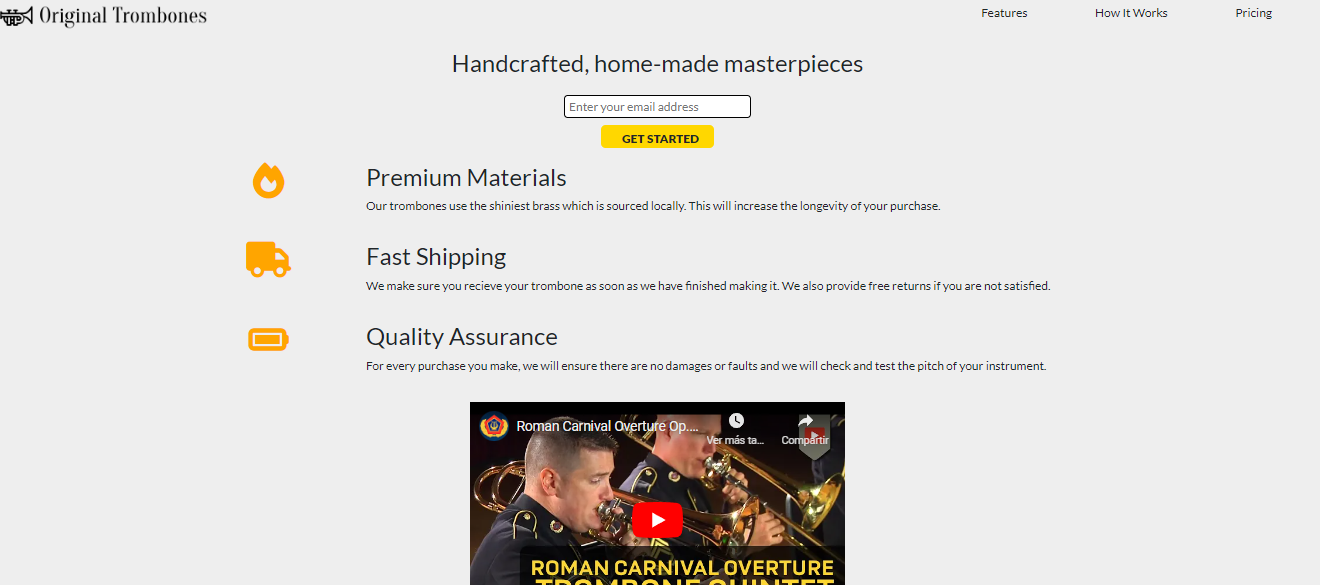 Original Trombones
Features
How It Works
Pricing
Handcrafted, home-made masterpieces
Enter your email address
GET STARTED
Premium Materials
Our trombones use the shiniest brass which is sourced locally. This will increase the longevity of your purchase.
Fast Shipping
We make sure you recieve your trombone as soon as we have finished making it. We also provide free returns if you are not satisfied.
Quality Assurance
For every purchase you make, we will ensure there are no damages or faults and we will check and test the pitch of your instrument.
Roman Carnival Overture Op....
Ver más ta...
Compartir
ROMAN CARNIVAL OVERTURE
TROMBONE QUINTET